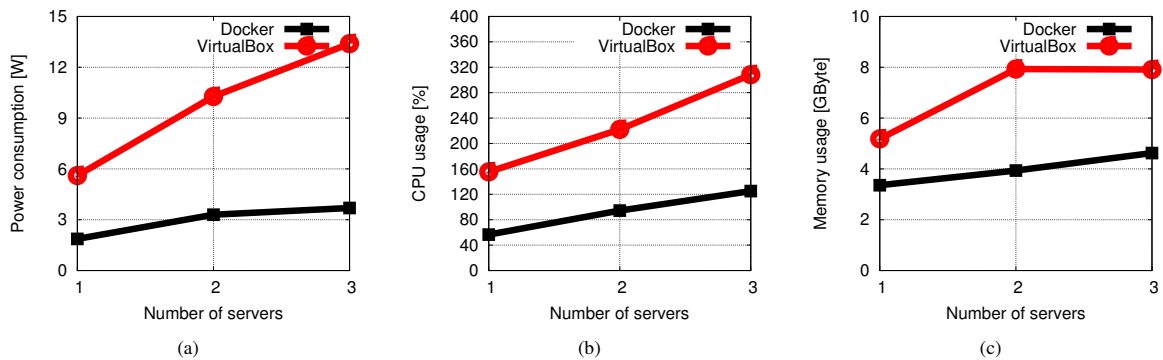 Power consumption [W]
15
12
9
6
3
0
Docker
VirtualBox
1 2 3
Number of servers
(a)
CPU usage [%]
400
360
320
280
240
200
160
120
80
40
0
Docker
VirtualBox
1 2 3
Number of servers
(b)
Memory usage [GByte]
10
8
6
4
2
0
Docker
VirtualBox
1 2 3
Number of servers
(c)